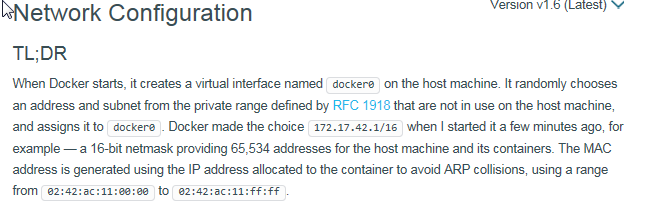 Version v1.6 (Latest)
Network Configuration
TL;DR
When Docker starts, it creates a virtual interface named docker0 on the host machine. It randomly chooses
an address and subnet from the private range defined by RFC 1918 that are not in use on the host machine,
and assigns it to docker0 . Docker made the choice 172.17.42.1/16 when I started it a few minutes ago, for
example — a 16-bit netmask providing 65,534 addresses for the host machine and its containers. The MAC
address is generated using the IP address allocated to the container to avoid ARP collisions, using a range
from 02:42:ac:11:00:00 to 02:42:ac:11:ff:ff .